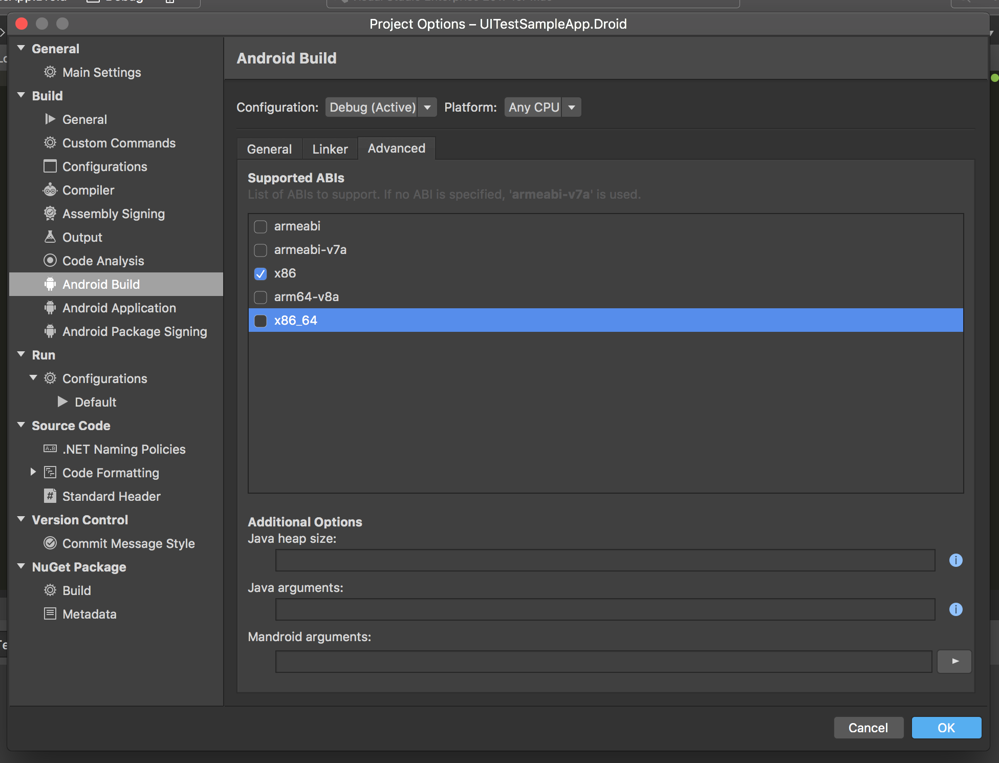 Project Options – UITestSampleApp.Droid
General
Main Settings
Build
General
Custom Commands
Configurations
Compiler
Assembly Signing
Output
Code Analysis
Android Build
Android Application
Android Package Signing
Run
Configurations
Default
Source Code
A.B .NET Naming Policies
Code Formatting
# Standard Header
Version Control
Commit Message Style
NuGet Package
Build
Metadata
Android Build
Configuration: Debug (Active) Platform: Any CPU
General Linker Advanced
Supported ABIs
List of ABIs to support. If no ABI is specified, 'armeabi-v7a' is used.
armeabi
armeabi-v7a
x86
arm64-v8a
x86_64
Additional Options
Java heap size:
Java arguments:
Mandroid arguments:
Cancel OK